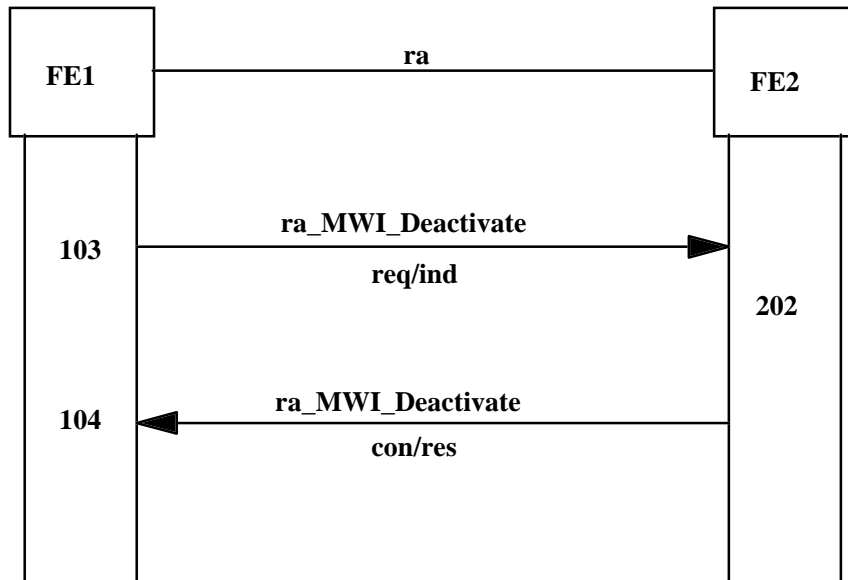 FE1
ra
FE2
ra_MWI_Deactivate
103
req/ind
202
ra_MWI_Deactivate
104
con/res